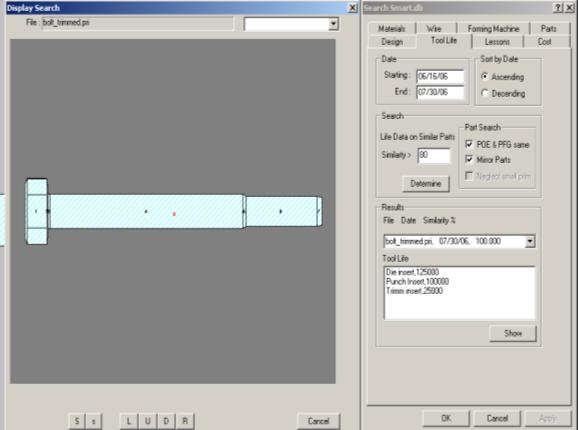 Display Search
File : bolt_trimmed.pri
S s L U D R Cancel
Search Smart.db
Materials Wire Forming Machine Parts
Design Tool Life Lessons Cost
Date
Starting : 06/16/06
End : 07/30/06
Sort by Date
Ascending
Decending
Search
Life Data on Similar Parts
Similarity > 80
Determine
Part Search
POE & PFG same
Mirror Parts
Neglect small prim
Results
File Date Similarity %
bolt_trimmed.pri, 07/30/06, 100.000
Tool Life
Die insert,125000
Punch Insert,100000
Trimm insert,25000
Show
OK Cancel Apply